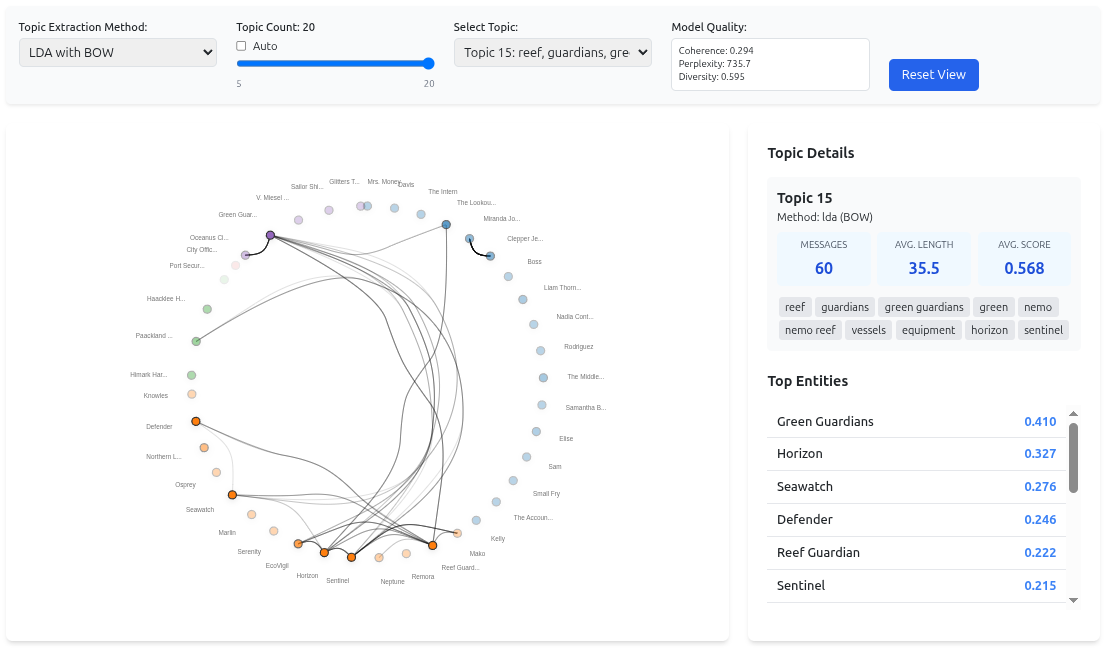 Topic Extraction Method:
LDA with BOW
Topic Count: 20
Auto
5
20
Select Topic:
Topic 15: reef, guardians, gre
Model Quality:
Coherence: 0.294
Perplexity: 735.7
Diversity: 0.595
Reset View
Mrs. Money
Davis
The Intern
The Lookou...
Miranda Jo...
Clepper Je...
Boss
Liam Thom...
Nadia Cont...
Rodriguez
The Middle...
Samantha B...
Elise
Sam
Small Fry
The Accoun...
Kelly
Mako
Reef Guard...
Remora
Neptune
Sentinel
Horizon
EcoVigil
Serenity
Marlin
Seawatch
Osprey
Northern L...
Defender
Knowles
Himark Har...
Paackland ...
Haacklee H...
Port Secur...
City Offic...
Oceanus Ci...
Green Guar...
V. Miesel ...
Sailor Shi...
Glitters T...
Topic Details
Topic 15
Method: lda (BOW)
MESSAGES
60
AVG. LENGTH
35.5
AVG. SCORE
0.568
reef guardians green guardians green nemo
nemo reef vessels equipment horizon sentinel
Top Entities
Green Guardians 0.410
Horizon 0.327
Seawatch 0.276
Defender 0.246
Reef Guardian 0.222
Sentinel 0.215